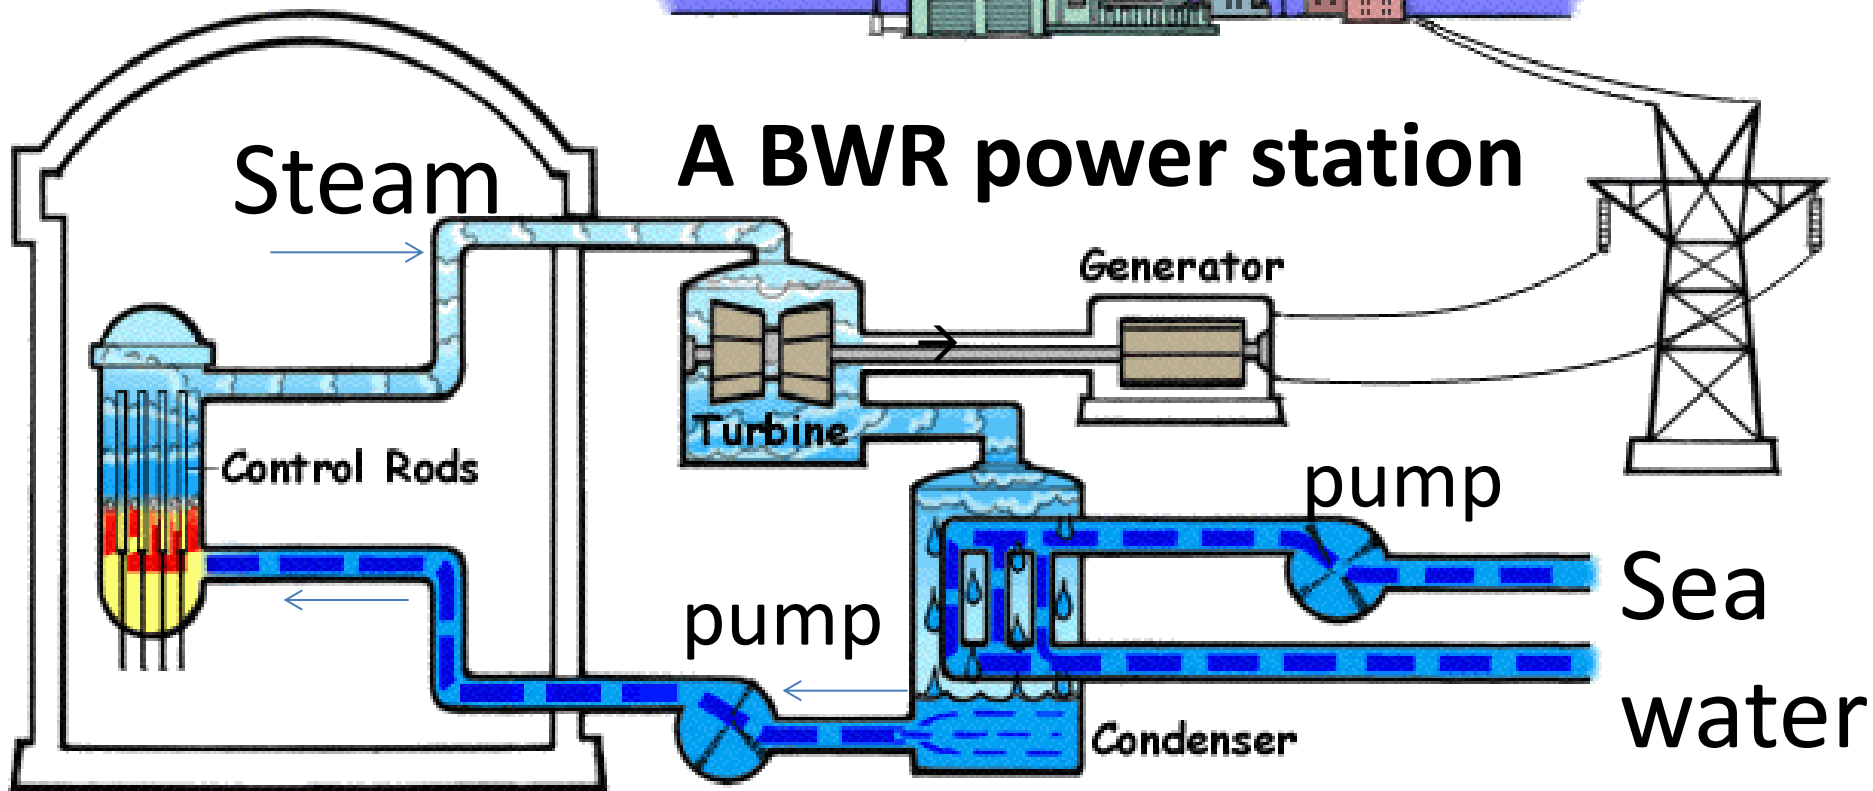 A BWR power station
Steam
Generator
Turbine
Control Rods
pump
Sea
water
pump
Condenser